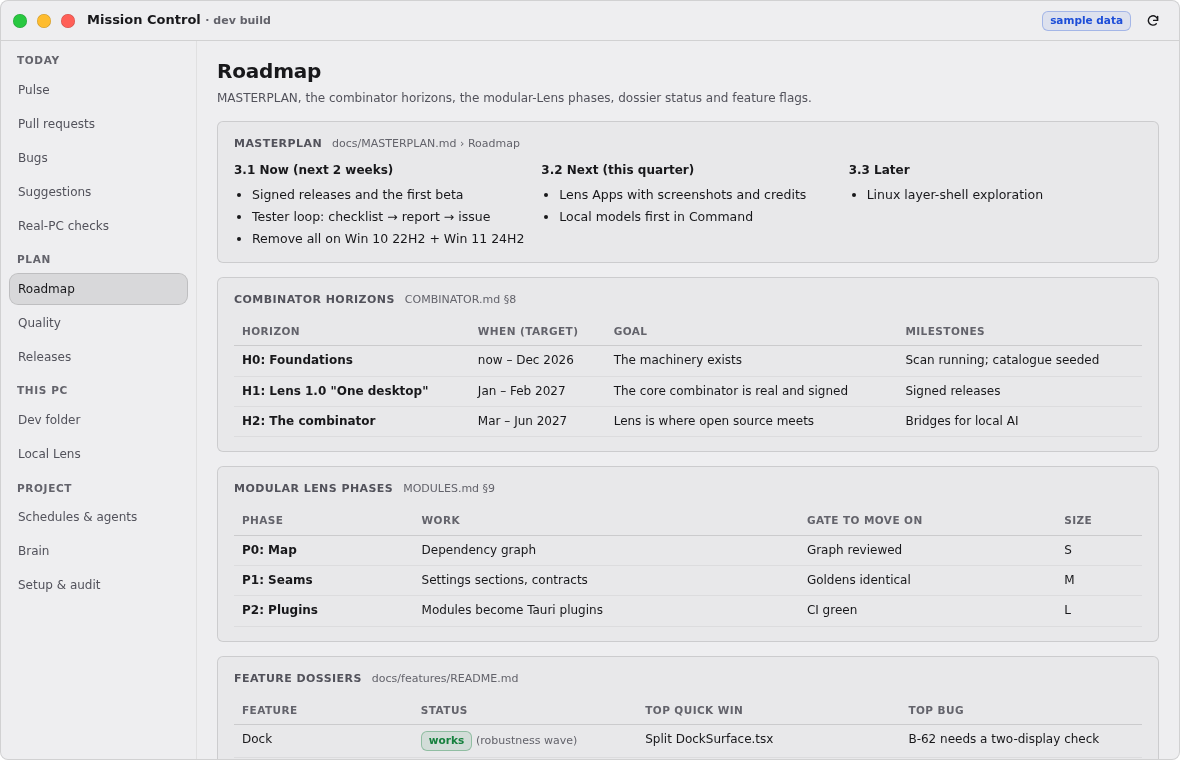 Mission Control · dev build
sample data
TODAY
Pulse
Pull requests
Bugs
Suggestions
Real-PC checks
PLAN
Roadmap
Quality
Releases
THIS PC
Dev folder
Local Lens
PROJECT
Schedules & agents
Brain
Setup & audit
Roadmap
MASTERPLAN, the combinator horizons, the modular-Lens phases, dossier status and feature flags.
MASTERPLAN docs/MASTERPLAN.md › Roadmap
3.1 Now (next 2 weeks)
• Signed releases and the first beta
• Tester loop: checklist → report → issue
• Remove all on Win 10 22H2 + Win 11 24H2
3.2 Next (this quarter)
• Lens Apps with screenshots and credits
• Local models first in Command
3.3 Later
• Linux layer-shell exploration
COMBINATOR HORIZONS COMBINATOR.md §8
HORIZON WHEN (TARGET) GOAL MILESTONES
H0: Foundations now – Dec 2026 The machinery exists Scan running; catalogue seeded
H1: Lens 1.0 "One desktop" Jan – Feb 2027 The core combinator is real and signed Signed releases
H2: The combinator Mar – Jun 2027 Lens is where open source meets Bridges for local AI
MODULAR LENS PHASES MODULES.md §9
PHASE WORK GATE TO MOVE ON SIZE
P0: Map Dependency graph Graph reviewed S
P1: Seams Settings sections, contracts Goldens identical M
P2: Plugins Modules become Tauri plugins CI green L
FEATURE DOSSIERS docs/features/README.md
FEATURE STATUS TOP QUICK WIN TOP BUG
Dock works (robustness wave) Split DockSurface.tsx B-62 needs a two-display check